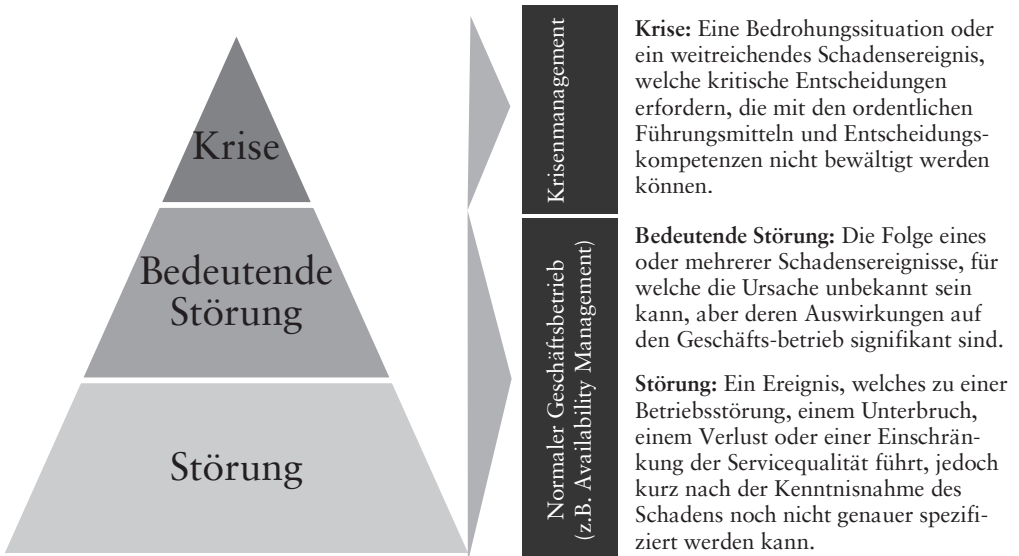 Krise
Bedeutende
Störung
Störung
Krisenmanagement
Normaler Geschäftsbetrieb
(z.B. Availability Management)
Krise: Eine Bedrohungssituation oder
ein weitreichendes Schadensereignis,
welche kritische Entscheidungen
erfordern, die mit den ordentlichen
Führungsmitteln und Entscheidungs-
kompetenzen nicht bewältigt werden
können.
Bedeutende Störung: Die Folge eines
oder mehrerer Schadensereignisse, für
welche die Ursache unbekannt sein
kann, aber deren Auswirkungen auf
den Geschäfts-betrieb signifikant sind.
Störung: Ein Ereignis, welches zu einer
Betriebsstörung, einem Unterbruch,
einem Verlust oder einer Einschrän-
kung der Servicequalität führt, jedoch
kurz nach der Kenntnisnahme des
Schadens noch nicht genauer spezifi-
ziert werden kann.